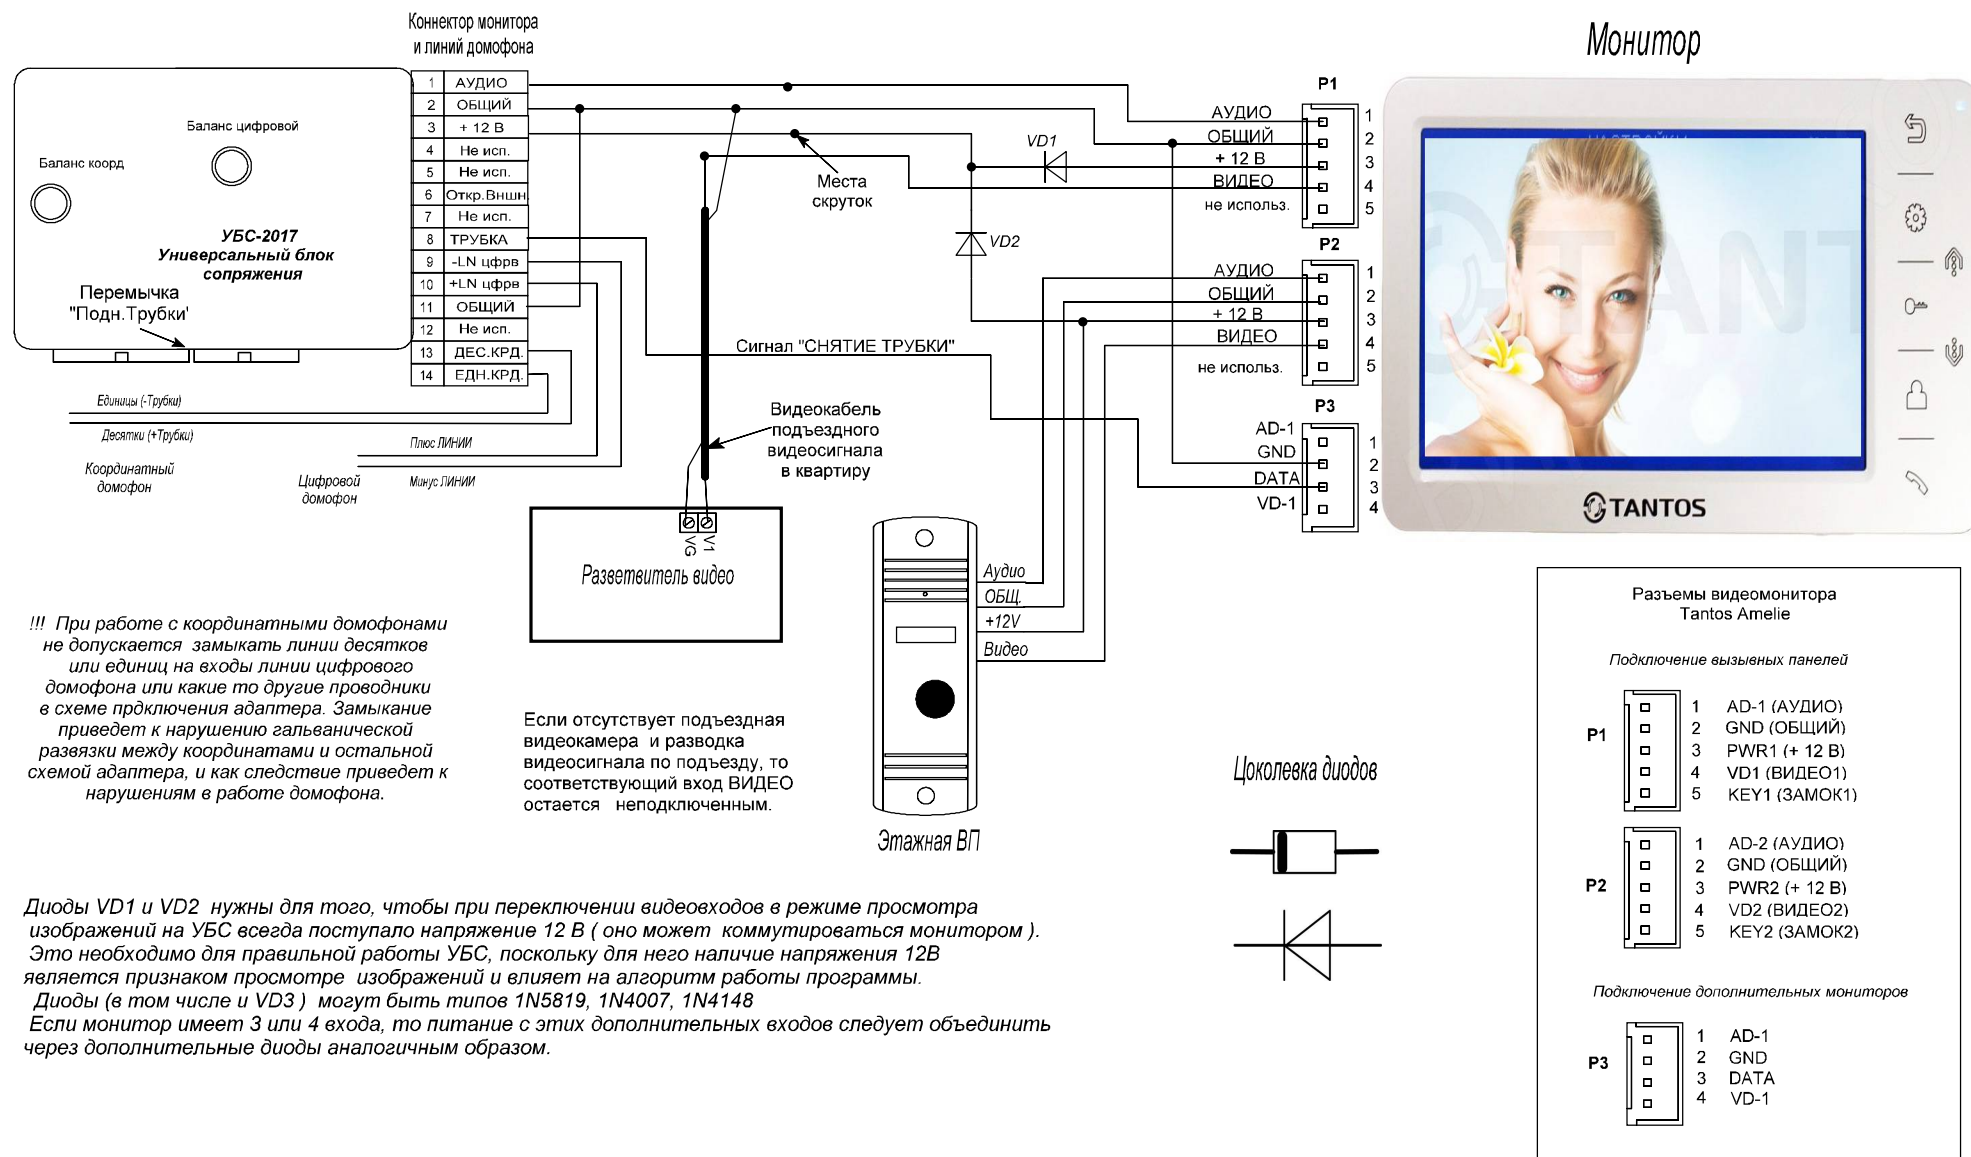 Коннектор монитора
и линий домофона
Монитор
1 АУДИО
2 ОБЩИЙ
3 + 12 В
4 Не исп.
5 Не исп.
6 Откр.Вншн.
7 Не исп.
8 ТРУБКА
9 -LN цфрв
10 +LN цфрв
11 ОБЩИЙ
12 Не исп.
13 ДЕС.КРД.
14 ЕДН.КРД.
Баланс цифровой
Баланс коорд
УБС-2017
Универсальный блок
сопряжения
Перемычка
"Подн.Трубки'
Единицы (-Трубки)
Десятки (+Трубки)
Координатный
домофон
Плюс ЛИНИИ
Цифровой
домофон
Минус ЛИНИИ
Места
скруток
VD1
VD2
Сигнал "СНЯТИЕ ТРУБКИ"
Видеокабель
подъездного
видеосигнала
в квартиру
VG
V1
Разветвитель видео
P1
АУДИО 1
ОБЩИЙ 2
+ 12 В 3
ВИДЕО 4
не использ. 5
P2
АУДИО 1
ОБЩИЙ 2
+ 12 В 3
ВИДЕО 4
не использ. 5
P3
AD-1 1
GND 2
DATA 3
VD-1 4
TANT
TANTOS
Аудио
ОБЩ.
+12V
Видео
Этажная ВП
!!! При работе с координатными домофонами
не допускается замыкать линии десятков
или единиц на входы линии цифрового
домофона или какие то другие проводники
в схеме прдключения адаптера. Замыкание
приведет к нарушению гальванической
развязки между координатами и остальной
схемой адаптера, и как следствие приведет к
нарушениям в работе домофона.
Если отсутствует подъездная
видеокамера и разводка
видеосигнала по подъезду, то
соответствующий вход ВИДЕО
остается неподключенным.
Цоколевка диодов
Диоды VD1 и VD2 нужны для того, чтобы при переключении видеовходов в режиме просмотра
изображений на УБС всегда поступало напряжение 12 В ( оно может коммутироваться монитором ).
Это необходимо для правильной работы УБС, поскольку для него наличие напряжения 12В
является признаком просмотре изображений и влияет на алгоритм работы программы.
Диоды (в том числе и VD3 ) могут быть типов 1N5819, 1N4007, 1N4148
Если монитор имеет 3 или 4 входа, то питание с этих дополнительных входов следует объединить
через дополнительные диоды аналогичным образом.
Разъемы видеомонитора
Tantos Amelie
Подключение вызывных панелей
P1
1 AD-1 (АУДИО)
2 GND (ОБЩИЙ)
3 PWR1 (+ 12 В)
4 VD1 (ВИДЕО1)
5 KEY1 (ЗАМОК1)
P2
1 AD-2 (АУДИО)
2 GND (ОБЩИЙ)
3 PWR2 (+ 12 В)
4 VD2 (ВИДЕО2)
5 KEY2 (ЗАМОК2)
Подключение дополнительных мониторов
P3
1 AD-1
2 GND
3 DATA
4 VD-1